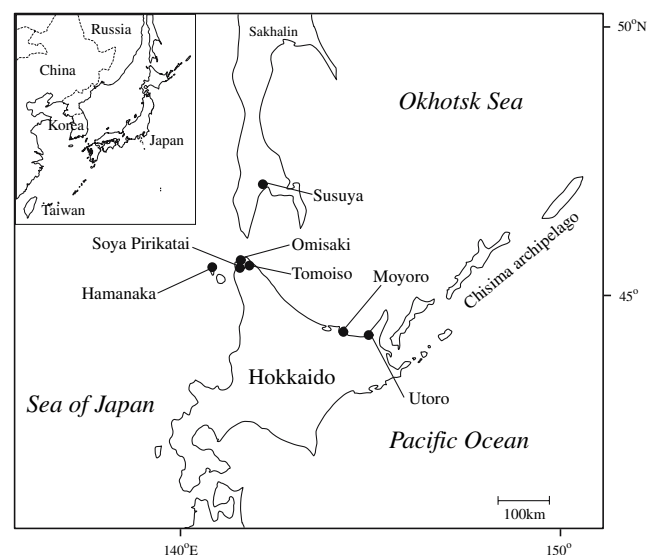 Russia
China
Korea
Japan
Taiwan
Sakhalin
50°N
Okhotsk Sea
Susuya
Soya Pirikatai
Omisaki
Tomoiso
Hamanaka
Moyoro
Chisima archipelago
45°
Hokkaido
Utoro
Sea of Japan
Pacific Ocean
100km
140°E
150°